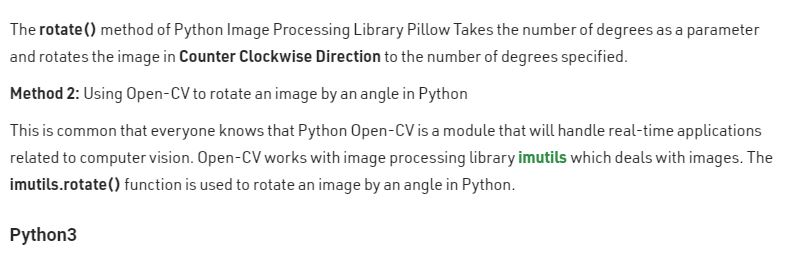 The rotate() method of Python Image Processing Library Pillow Takes the number of degrees as a parameter
and rotates the image in Counter Clockwise Direction to the number of degrees specified.
Method 2: Using Open-CV to rotate an image by an angle in Python
This is common that everyone knows that Python Open-CV is a module that will handle real-time applications
related to computer vision. Open-CV works with image processing library imutils which deals with images. The
imutils.rotate() function is used to rotate an image by an angle in Python.
Python3